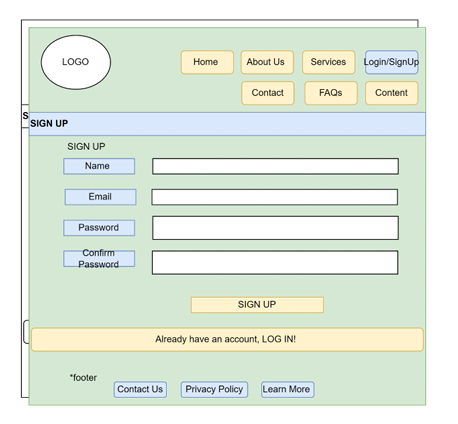 LOGO
Home
About Us
Services
Login/SignUp
Contact
FAQs
Content
S
SIGN UP
SIGN UP
Name
Email
Password
Confirm
Password
SIGN UP
Already have an account, LOG IN!
*footer
Contact Us
Privacy Policy
Learn More